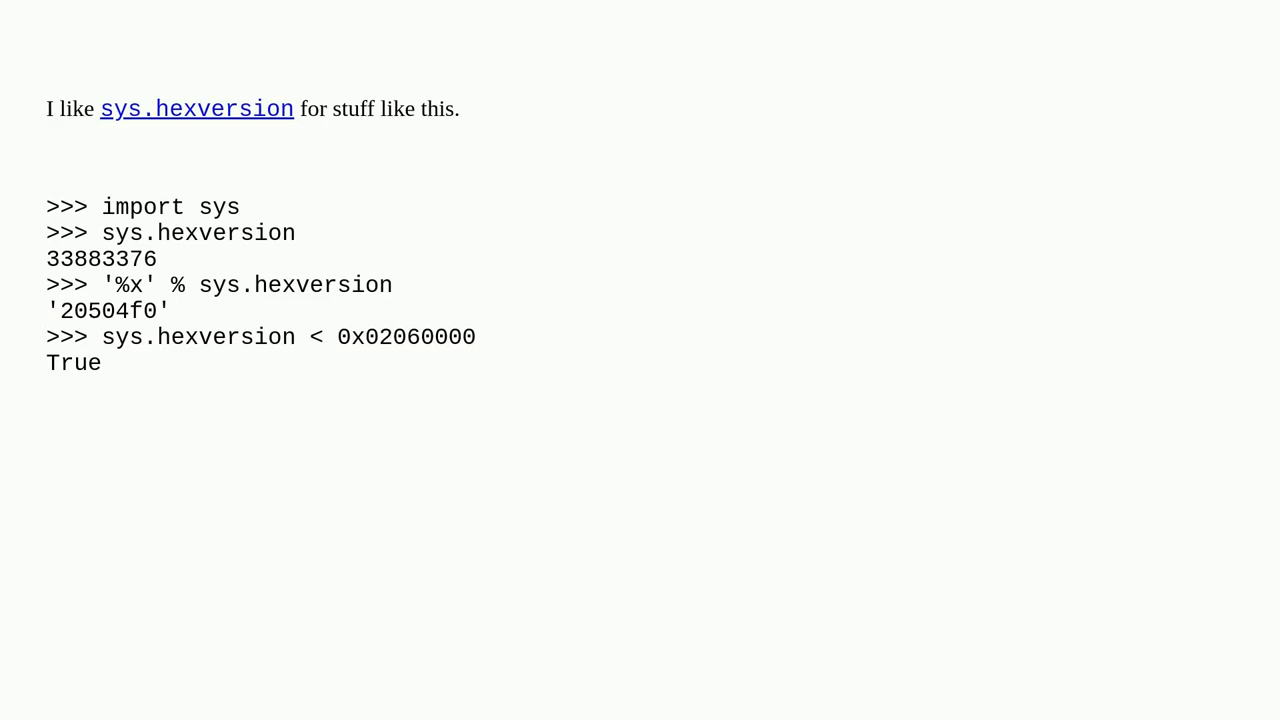 I like sys.hexversion for stuff like this.
>>> import sys
>>> sys.hexversion
33883376
>>> '%x' % sys.hexversion
'20504f0'
>>> sys.hexversion < 0x02060000
True